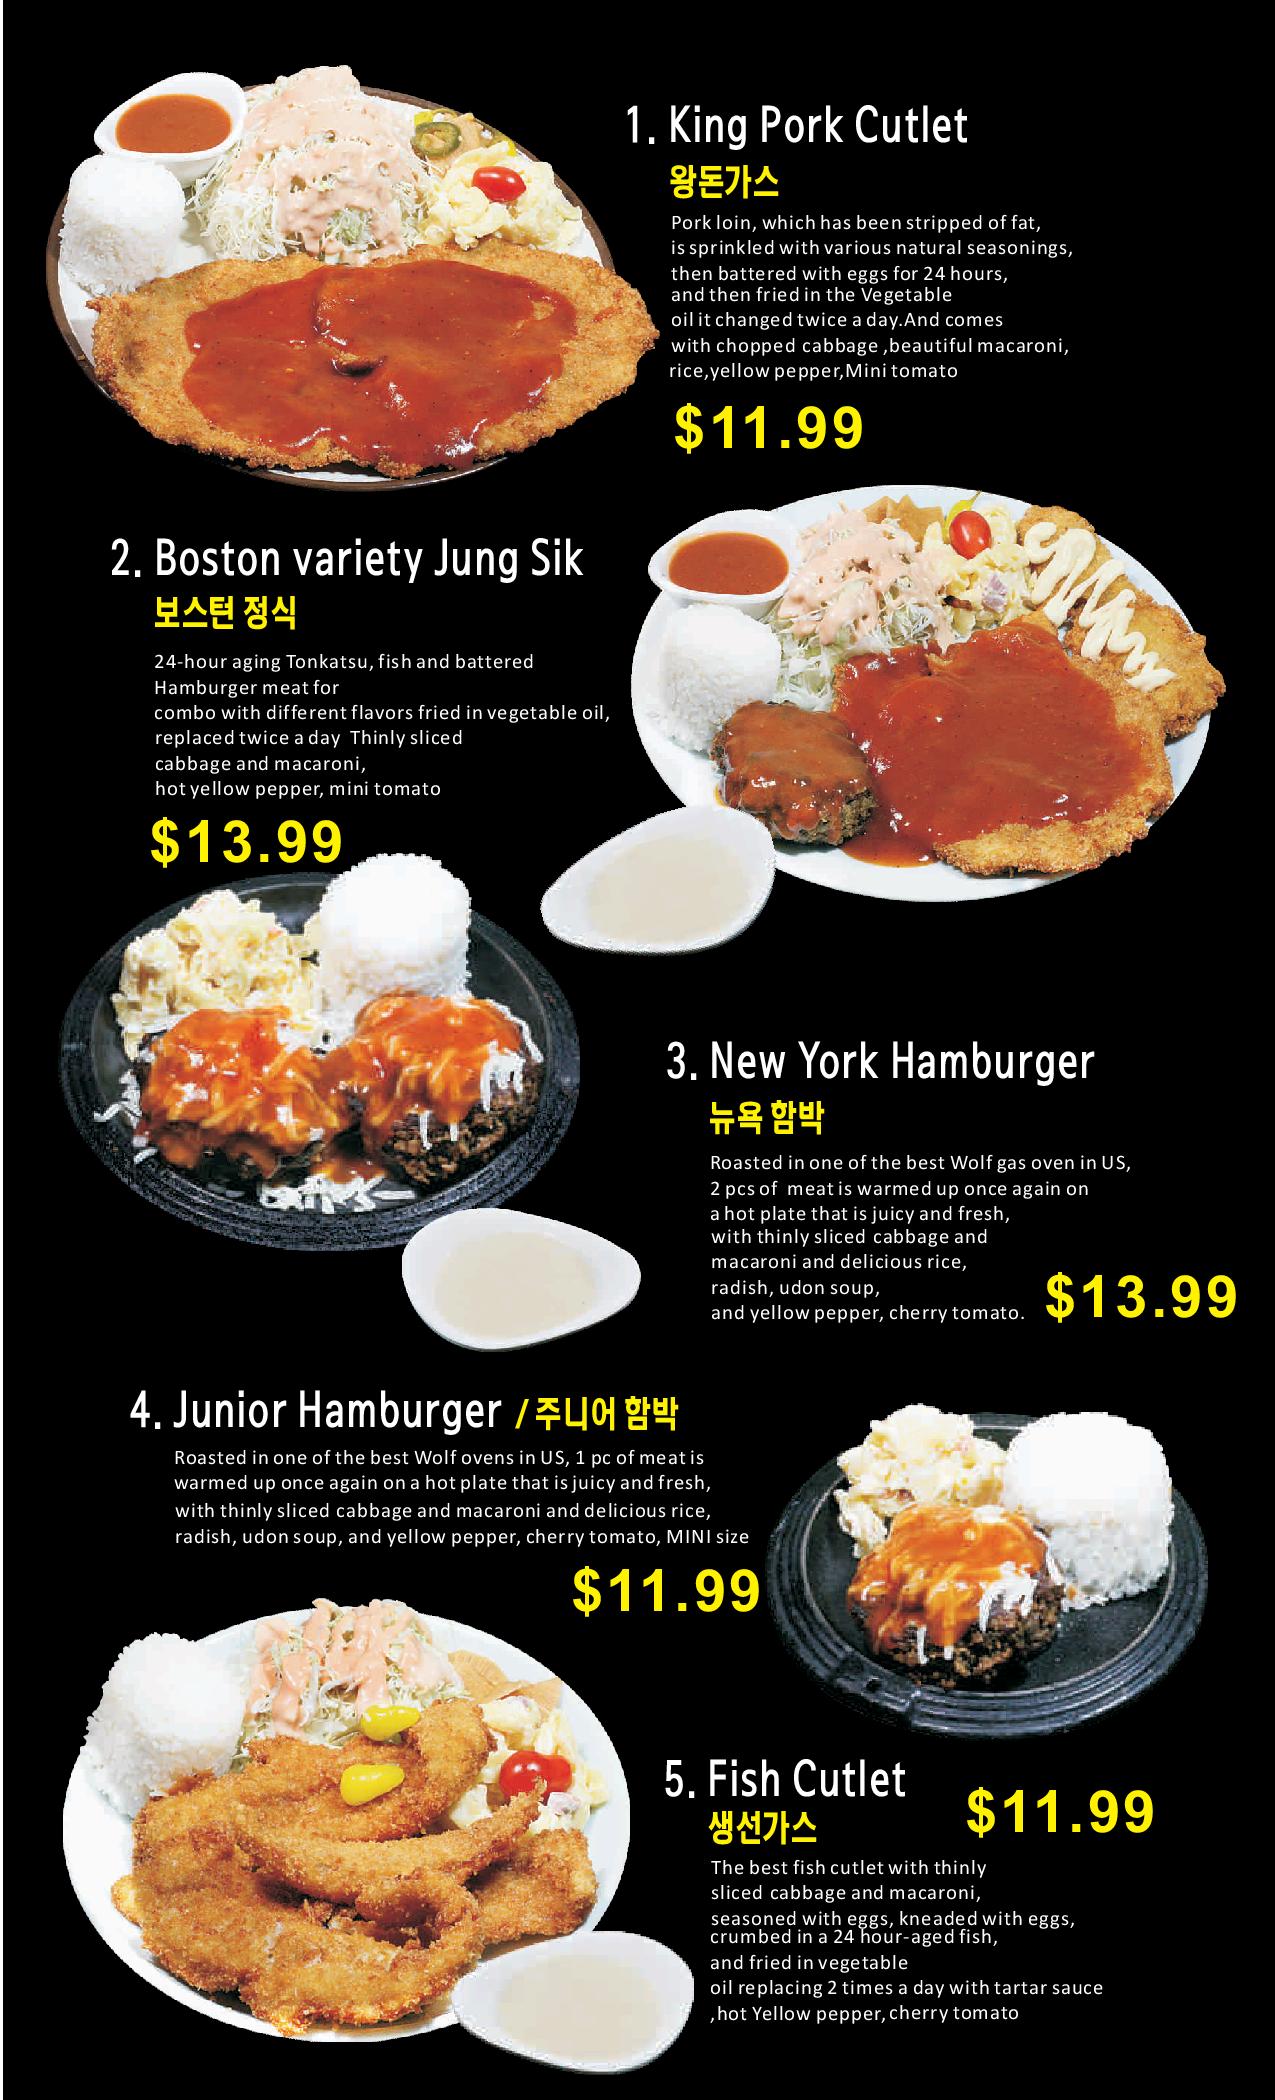 1. King Pork Cutlet
왕돈가스
Pork loin, which has been stripped of fat,
is sprinkled with various natural seasonings,
then battered with eggs for 24 hours,
and then fried in the Vegetable
oil it changed twice a day.And comes
with chopped cabbage ,beautiful macaroni,
rice,yellow pepper,Mini tomato
$11.99
2. Boston variety Jung Sik
보스턴 정식
24-hour aging Tonkatsu, fish and battered
Hamburger meat for
combo with different flavors fried in vegetable oil,
replaced twice a day Thinly sliced
cabbage and macaroni,
hot yellow pepper, mini tomato
$13.99
3. New York Hamburger
뉴욕 함박
Roasted in one of the best Wolf gas oven in US,
2 pcs of meat is warmed up once again on
a hot plate that is juicy and fresh,
with thinly sliced cabbage and
macaroni and delicious rice,
radish, udon soup,
and yellow pepper, cherry tomato.
$13.99
4. Junior Hamburger / 주니어 함박
Roasted in one of the best Wolf ovens in US, 1 pc of meat is
warmed up once again on a hot plate that is juicy and fresh,
with thinly sliced cabbage and macaroni and delicious rice,
radish, udon soup, and yellow pepper, cherry tomato, MINI size
$11.99
5. Fish Cutlet
생선가스
$11.99
The best fish cutlet with thinly
sliced cabbage and macaroni,
seasoned with eggs, kneaded with eggs,
crumbed in a 24 hour-aged fish,
and fried in vegetable
oil replacing 2 times a day with tartar sauce
,hot Yellow pepper, cherry tomato